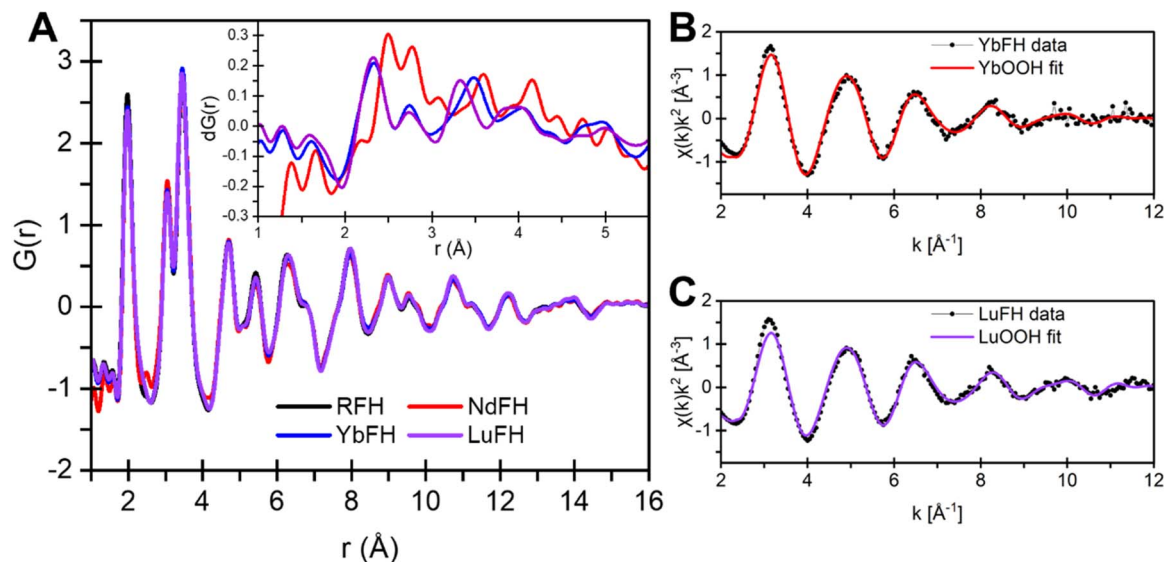 A
G(r)
3
2
1
0
-1
-2
2 4 6 8 10 12 14 16
r (Å)
RFH NdFH
YbFH LuFH
dG(r)
0.3
0.2
0.1
0.0
-0.1
-0.2
-0.3
1 2 3 4 5
r (Å)
B
χ(k)k² [Å⁻³]
2
1
0
-1
YbFH data
YbOOH fit
2 4 6 8 10 12
k [Å⁻¹]
C
χ(k)k² [Å⁻³]
2
1
0
-1
LuFH data
LuOOH fit
2 4 6 8 10 12
k [Å⁻¹]